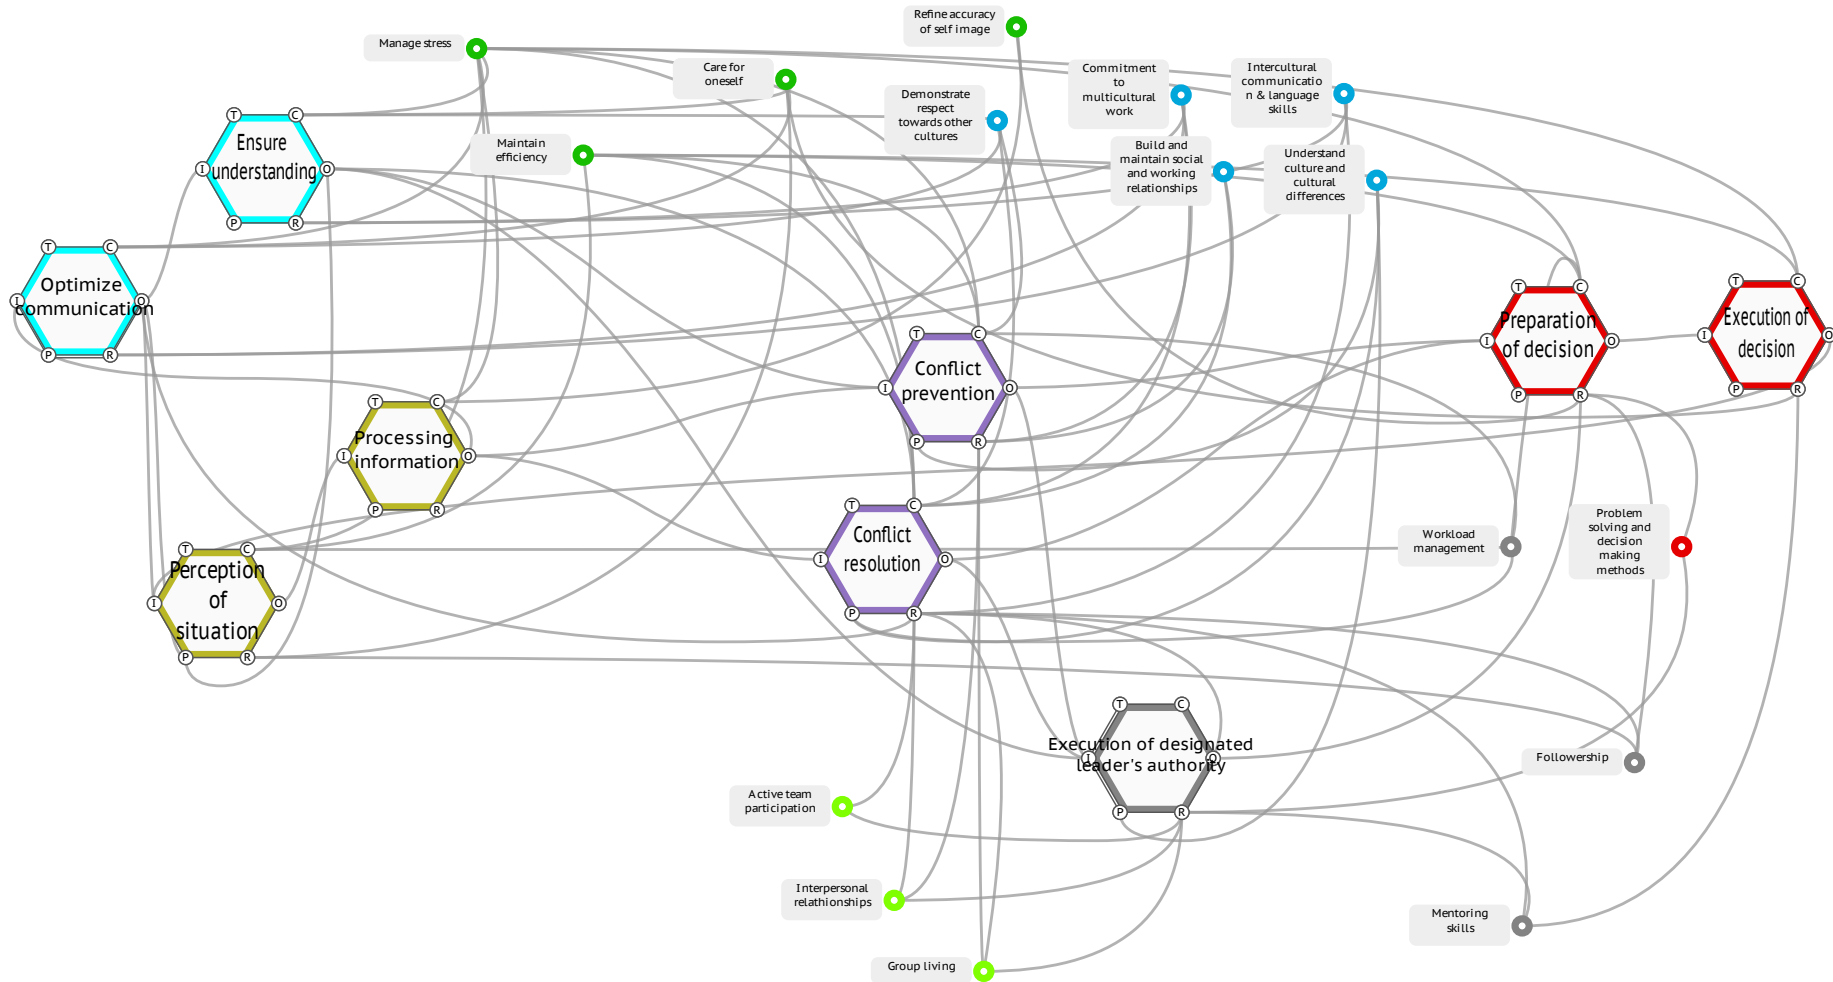 Refine accuracy
of self image
Manage stress
Care for
oneself
Commitment
to
multicultural
work
Intercultural
communicatio
n & language
skills
Demonstrate
respect
towards other
cultures
T C
Ensure
understanding
I O
P R
Maintain
efficiency
Build and
maintain social
and working
relationships
Understand
culture and
cultural
differences
T C
Optimize
communication
I O
P R
T C
Conflict
prevention
I O
P R
T C
Preparation
of decision
I O
P R
T C
Execution of
decision
I O
P R
T C
Processing
information
I O
P R
T C
Conflict
resolution
I O
P R
Workload
management
Problem
solving and
decision
making
methods
T C
Perception
of
situation
I O
P R
T C
Execution of designated
leader's authority
I O
P R
Followership
Active team
participation
Interpersonal
relathionships
Mentoring
skills
Group living